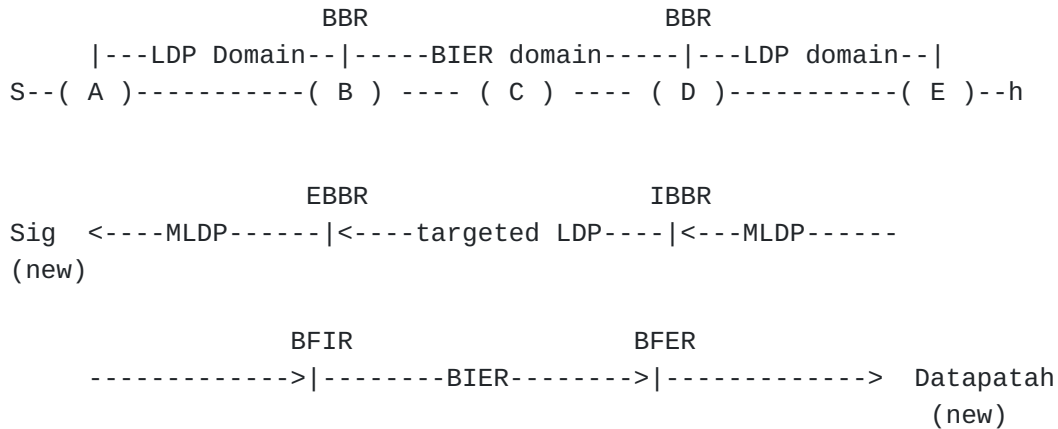 BBR BBR
|---LDP Domain--|-----BIER domain-----|---LDP domain--|
S--( A )-----------( B ) ---- ( C ) ---- ( D )-----------( E )--h
EBBR IBBR
Sig <----MLDP------|<----targeted LDP----|<---MLDP------
(new)
BFIR BFER
------------->|--------BIER-------->|-------------> Datapatah
(new)